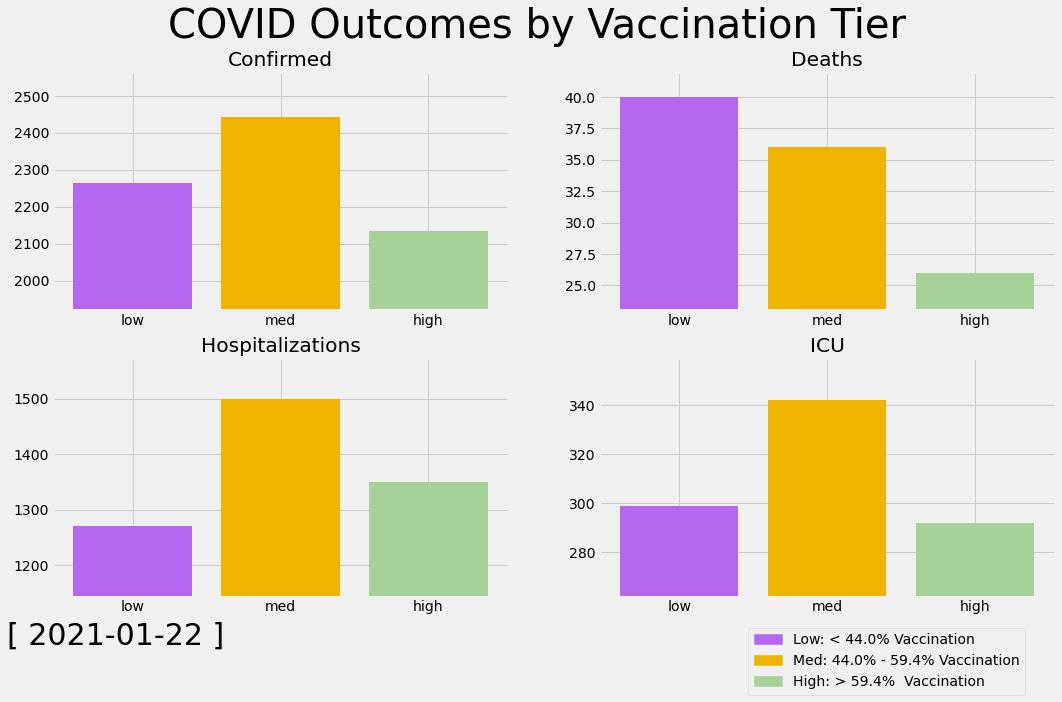 COVID Outcomes by Vaccination Tier
Confirmed
2500
2400
2300
2200
2100
2000
low med high
Deaths
40.0
37.5
35.0
32.5
30.0
27.5
25.0
low med high
Hospitalizations
1500
1400
1300
1200
low med high
ICU
340
320
300
280
low med high
[ 2021-01-22 ]
Low: < 44.0% Vaccination
Med: 44.0% - 59.4% Vaccination
High: > 59.4%  Vaccination